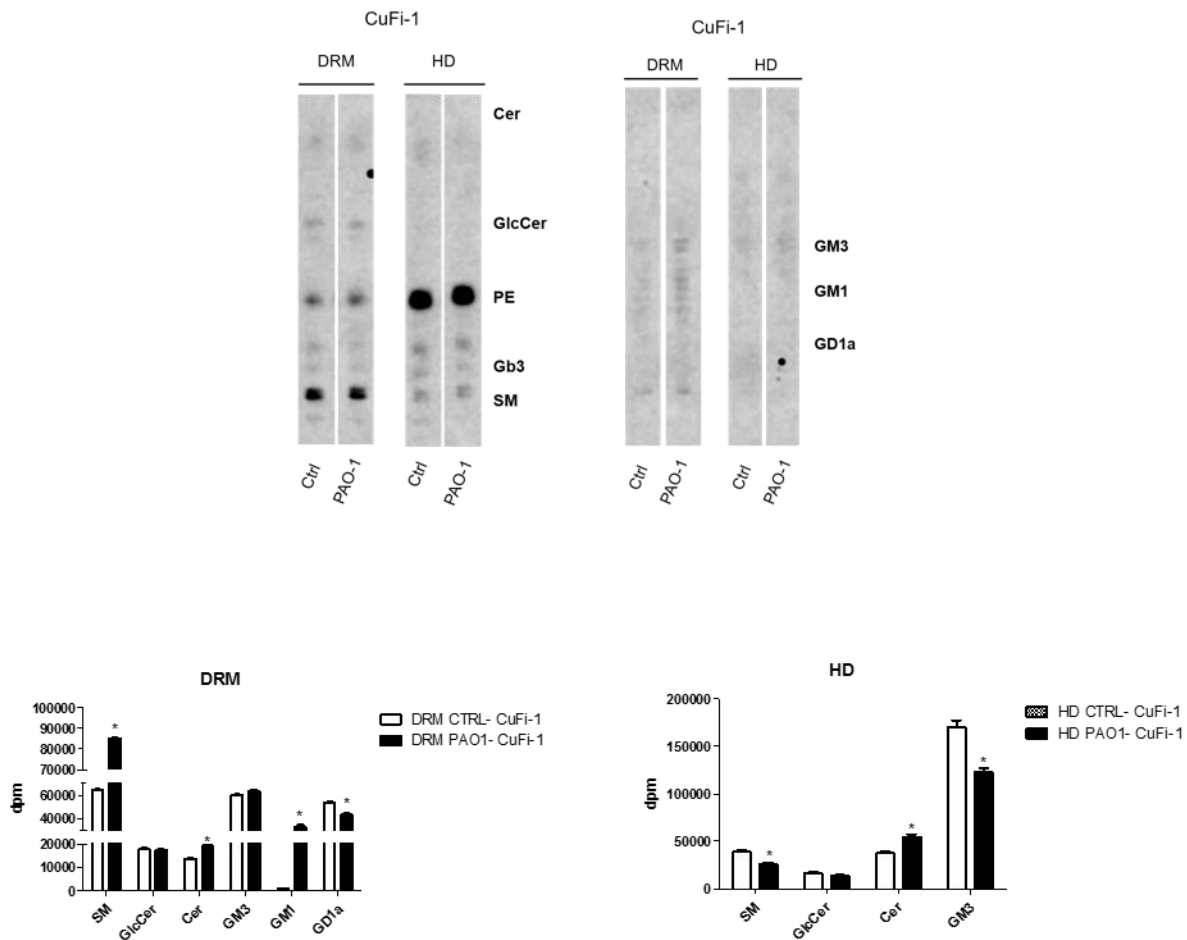 CuFi-1
DRM HD
Cer
GlcCer
PE
Gb3
SM
Ctrl PAO-1 Ctrl PAO-1
CuFi-1
DRM HD
GM3
GM1
GD1a
Ctrl PAO-1 Ctrl PAO-1
DRM
dpm
100000
90000
80000
70000
60000
40000
20000
10000
0
* * * *
SM GlcCer Cer GM3 GM1 GD1a
DRM CTRL- CuFi-1
DRM PAO1- CuFi-1
HD
dpm
200000
150000
100000
50000
0
* * *
SM GlcCer Cer GM3
HD CTRL- CuFi-1
HD PAO1- CuFi-1